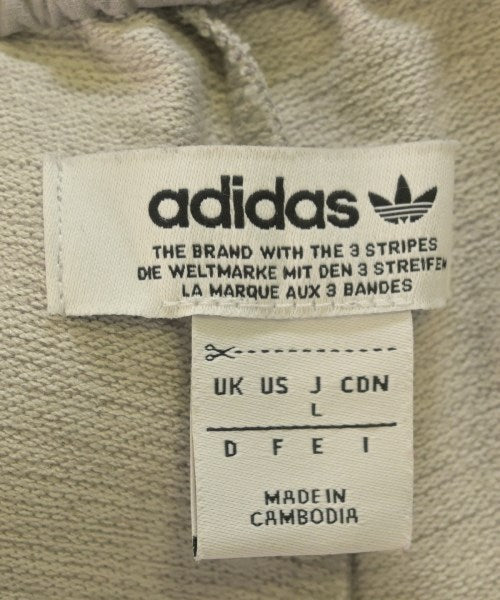 adidas
THE BRAND WITH THE 3 STRIPES
DIE WELTMARKE MIT DEN 3 STREIFEN
LA MARQUE AUX 3 BANDES
UK US J CDN
L
D F E I
MADE IN
CAMBODIA